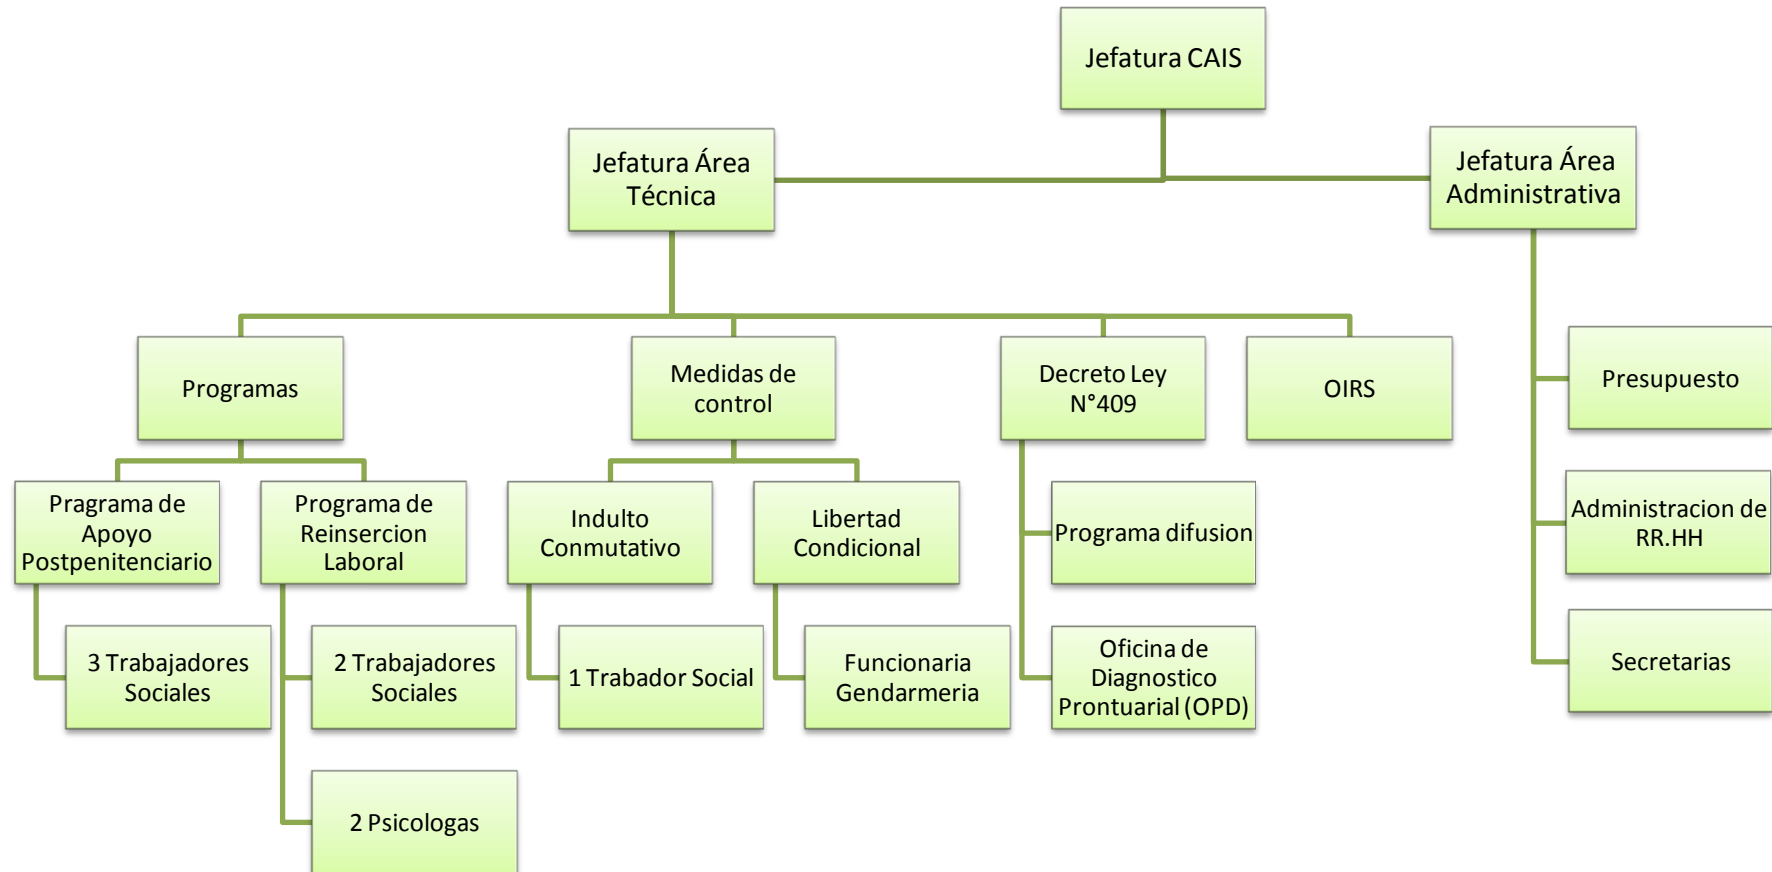 Jefatura CAIS
Jefatura Área
Técnica
Jefatura Área
Administrativa
Programas
Medidas de
control
Decreto Ley
N°409
OIRS
Presupuesto
Pragrama de
Apoyo
Postpenitenciario
Programa de
Reinsercion
Laboral
Indulto
Conmutativo
Libertad
Condicional
Programa difusion
Administracion de
RR.HH
3 Trabajadores
Sociales
2 Trabajadores
Sociales
1 Trabador Social
Funcionaria
Gendarmeria
Oficina de
Diagnostico
Prontuarial (OPD)
Secretarias
2 Psicologas